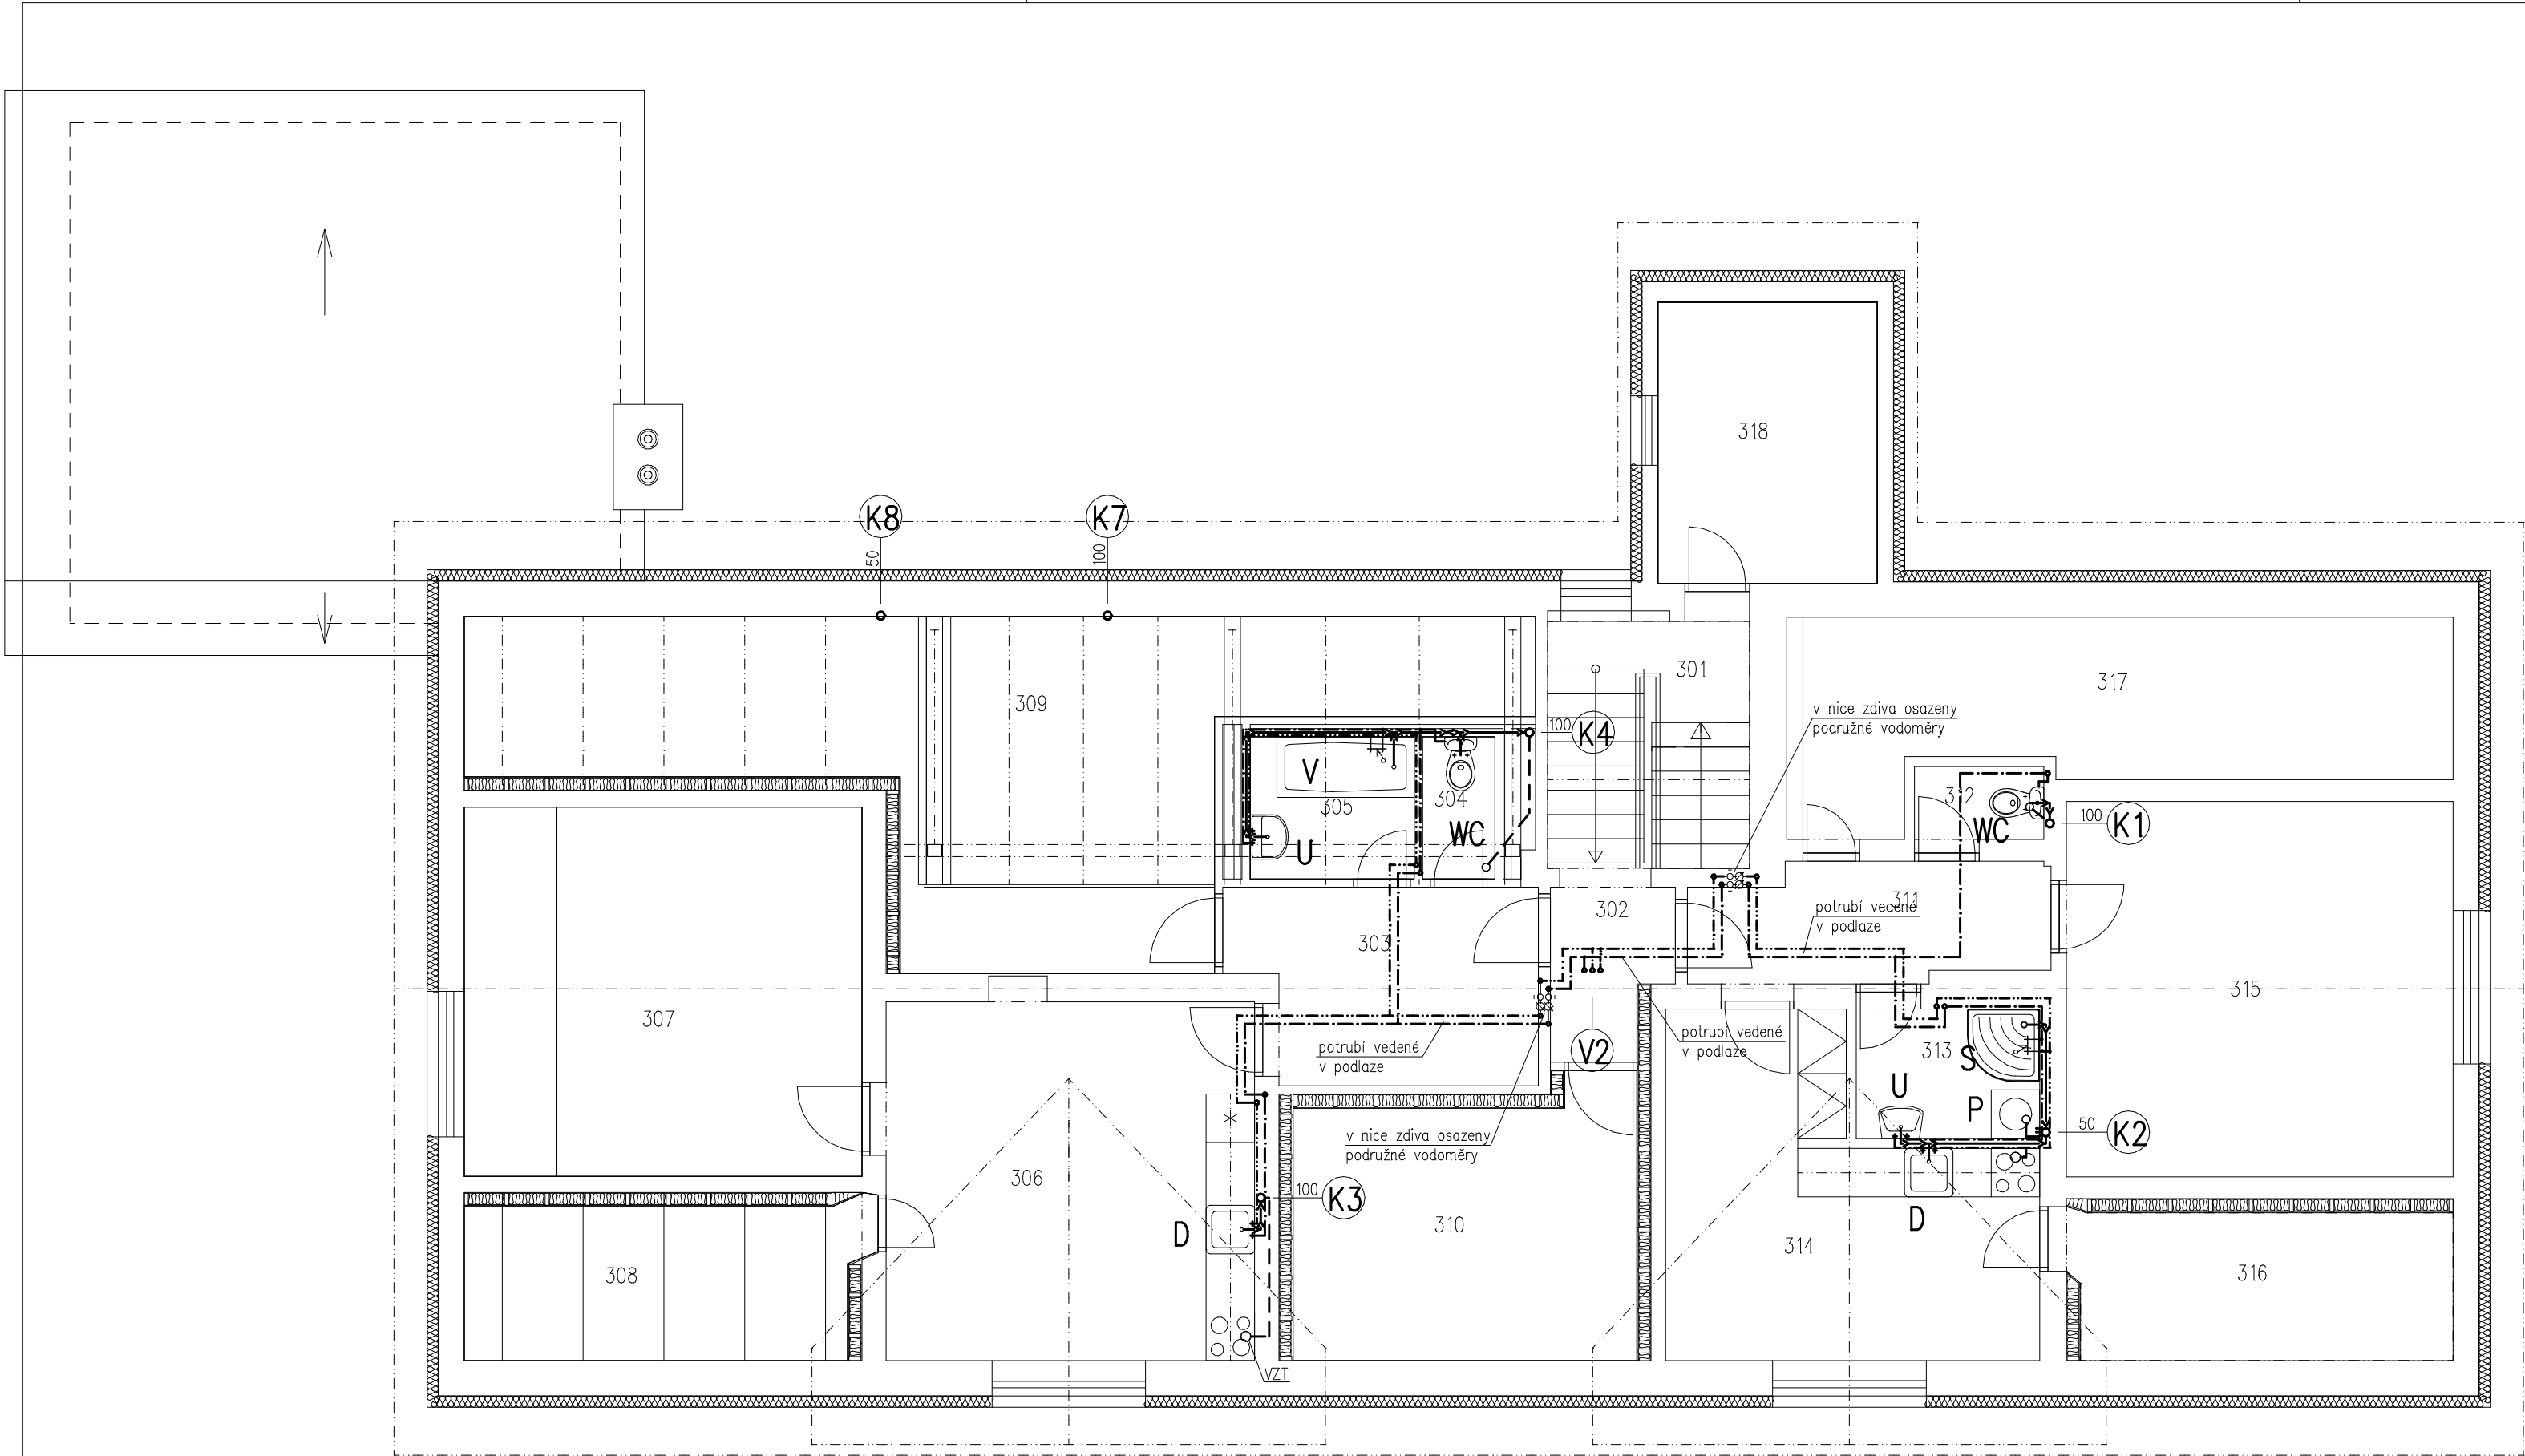 318
K8
K7
50
100
301
317
309
v nice zdiva osazeny
podružné vodoměry
100
K4
V
305
304
312
WC
100
K1
U
WC
302
311
potrubí vedené
v podlaze
303
315
307
potrubí vedené
v podlaze
V2
potrubí vedené
v podlaze
313
S
U
P
50
K2
v nice zdiva osazeny
podružné vodoměry
306
100
K3
310
D
D
314
308
316
VZT